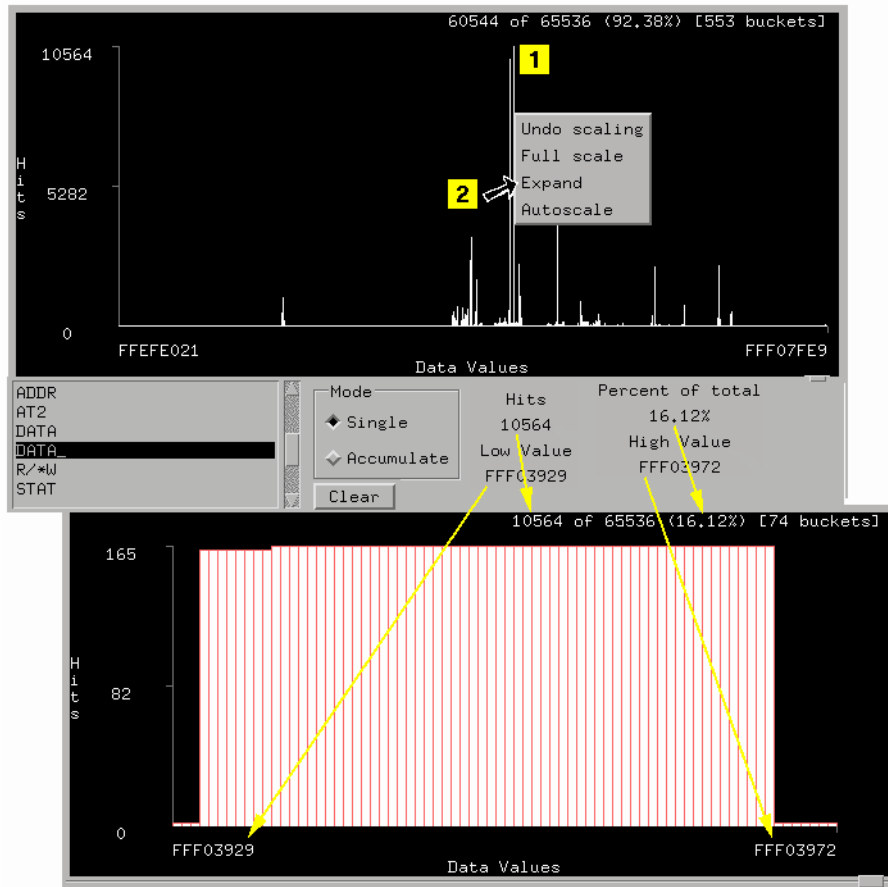 60544 of 65536 (92.38%) [553 buckets]
10564
1
Undo scaling
Full scale
Expand
Autoscale
2
Hits
5282
0
FFEFE021
FFF07FE9
Data Values
ADDR
AT2
DATA
DATA_
R/*W
STAT
Mode
Single
Accumulate
Clear
Hits
10564
Low Value
FFF03929
Percent of total
16.12%
High Value
FFF03972
10564 of 65536 (16.12%) [74 buckets]
165
Hits
82
0
FFF03929
FFF03972
Data Values